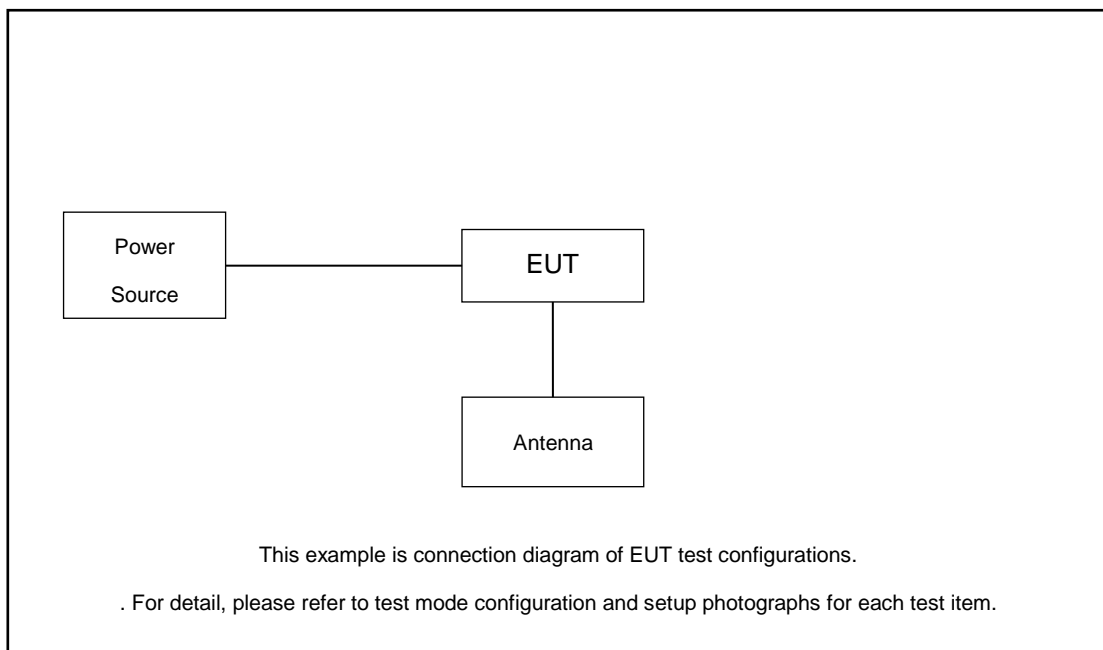 Power
Source
EUT
Antenna
This example is connection diagram of EUT test configurations.
. For detail, please refer to test mode configuration and setup photographs for each test item.